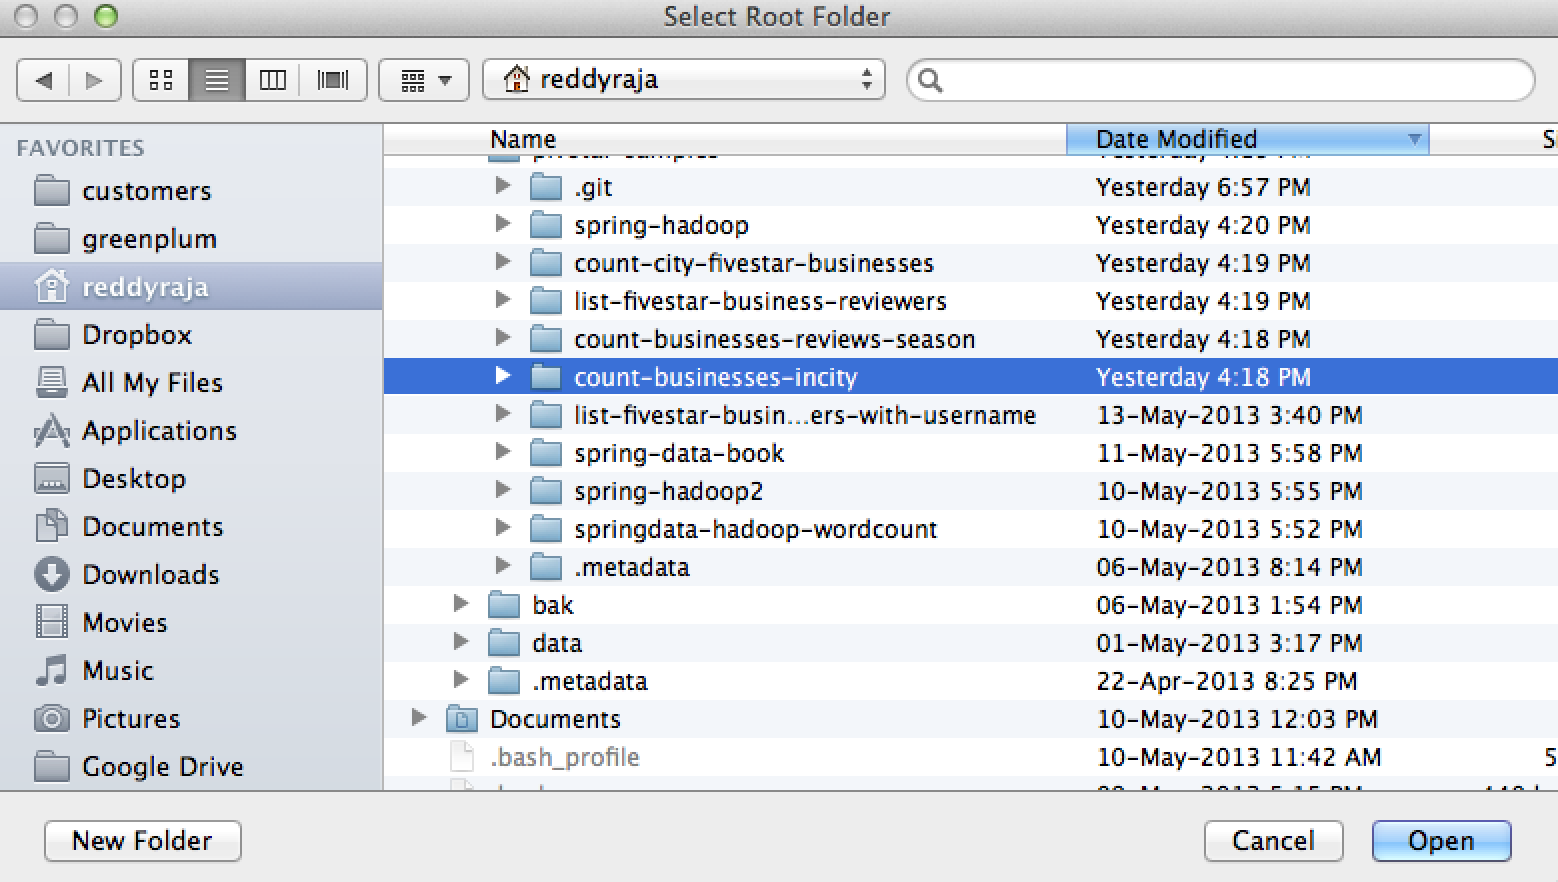 Select Root Folder
reddyraja
FAVORITES
customers
greenplum
reddyraja
Dropbox
All My Files
Applications
Desktop
Documents
Downloads
Movies
Music
Pictures
Google Drive
Name Date Modified
.git Yesterday 6:57 PM
spring-hadoop Yesterday 4:20 PM
count-city-fivestar-businesses Yesterday 4:19 PM
list-fivestar-business-reviewers Yesterday 4:19 PM
count-businesses-reviews-season Yesterday 4:18 PM
count-businesses-incity Yesterday 4:18 PM
list-fivestar-busin...ers-with-username 13-May-2013 3:40 PM
spring-data-book 11-May-2013 5:58 PM
spring-hadoop2 10-May-2013 5:55 PM
springdata-hadoop-wordcount 10-May-2013 5:52 PM
.metadata 06-May-2013 8:14 PM
bak 06-May-2013 1:54 PM
data 01-May-2013 3:17 PM
.metadata 22-Apr-2013 8:25 PM
Documents 10-May-2013 12:03 PM
.bash_profile 10-May-2013 11:42 AM 5
New Folder Cancel Open